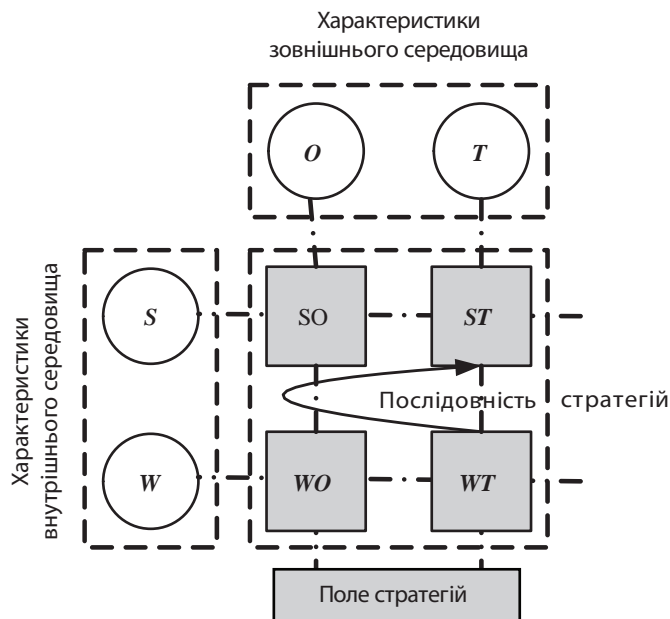 Характеристики
зовнішнього середовища
O T
Характеристики
внутрішнього середовища
S SO ST
Послідовність стратегій
W WO WT
Поле стратегій